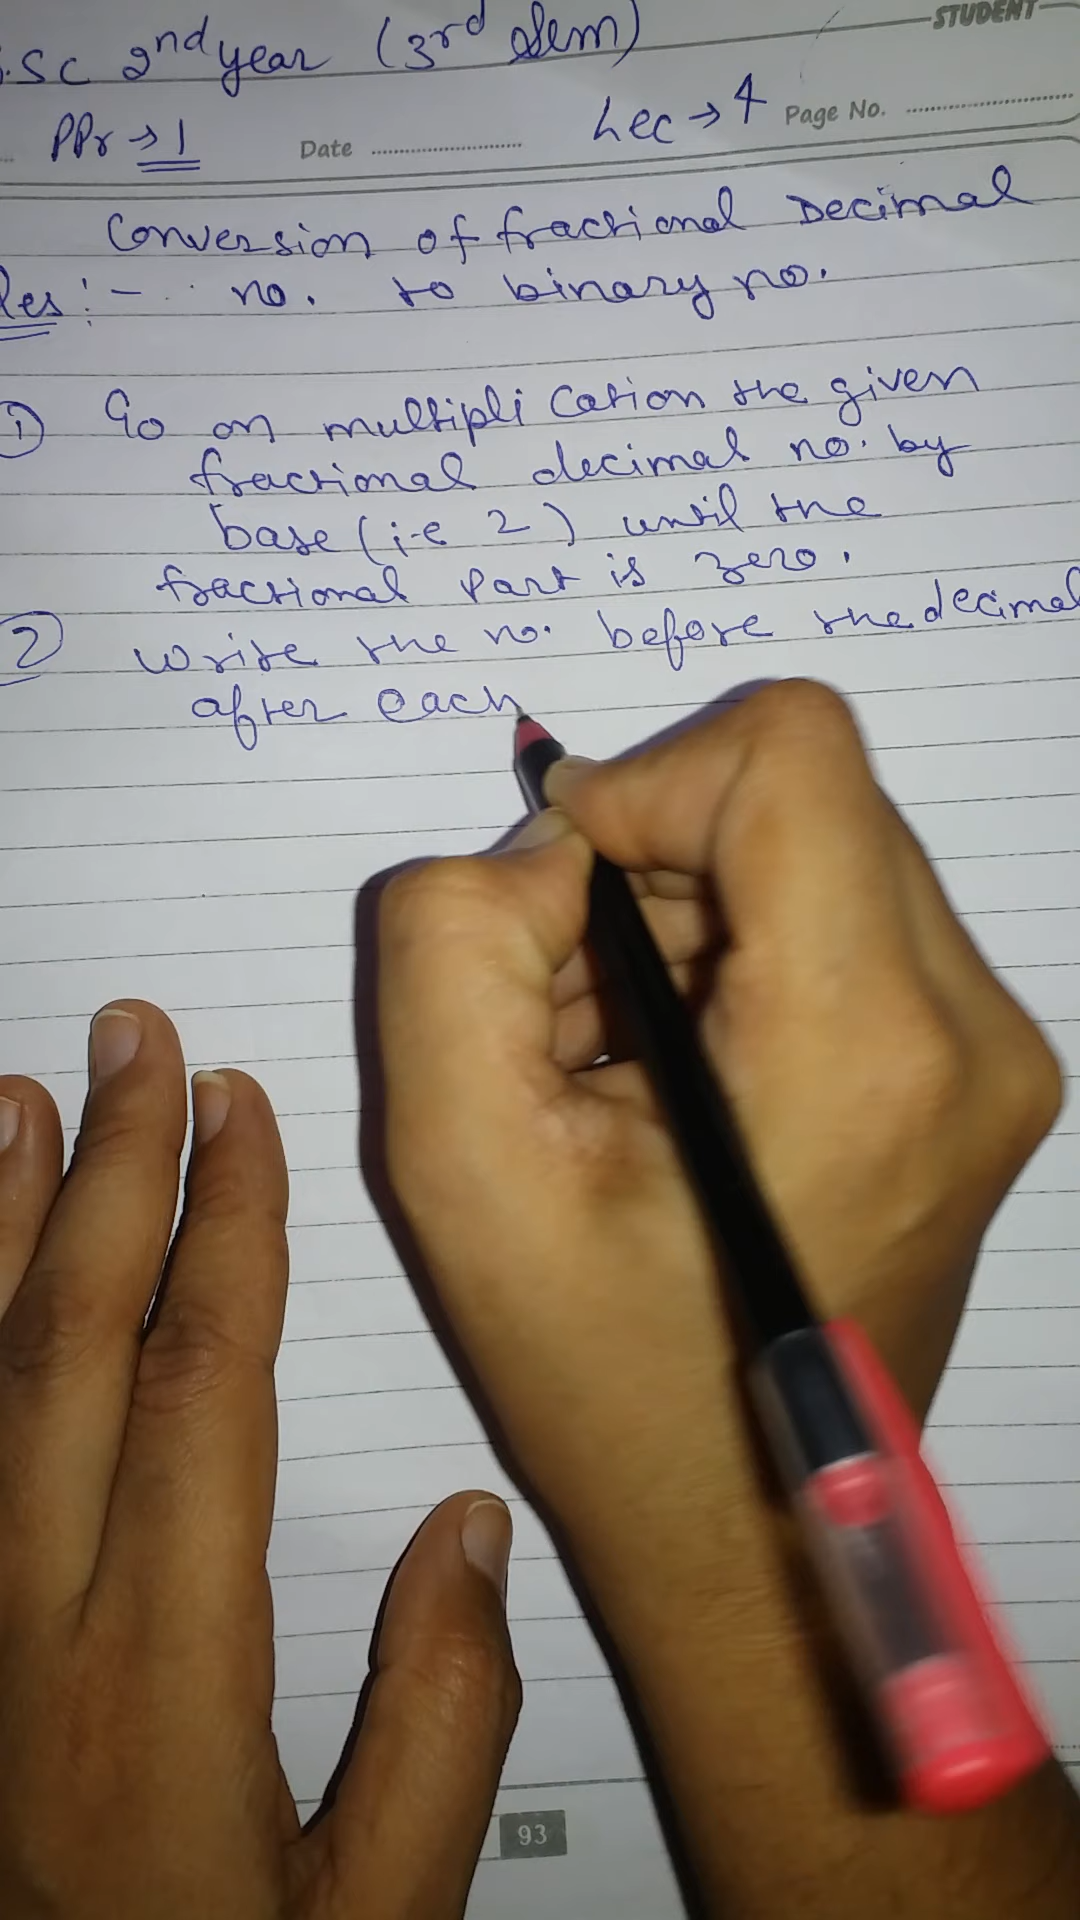 .Sc 2nd year (3rd Sem)
STUDENT
PPr → 1
Date
Lec → 4
Page No.
Conversion of fractional Decimal
les :- no. to binary no.
① Go on multipli cation the given
fractional decimal no. by
base (i-e 2) until the
fractional part is zero.
② Write the no. before the decimal
after each
93